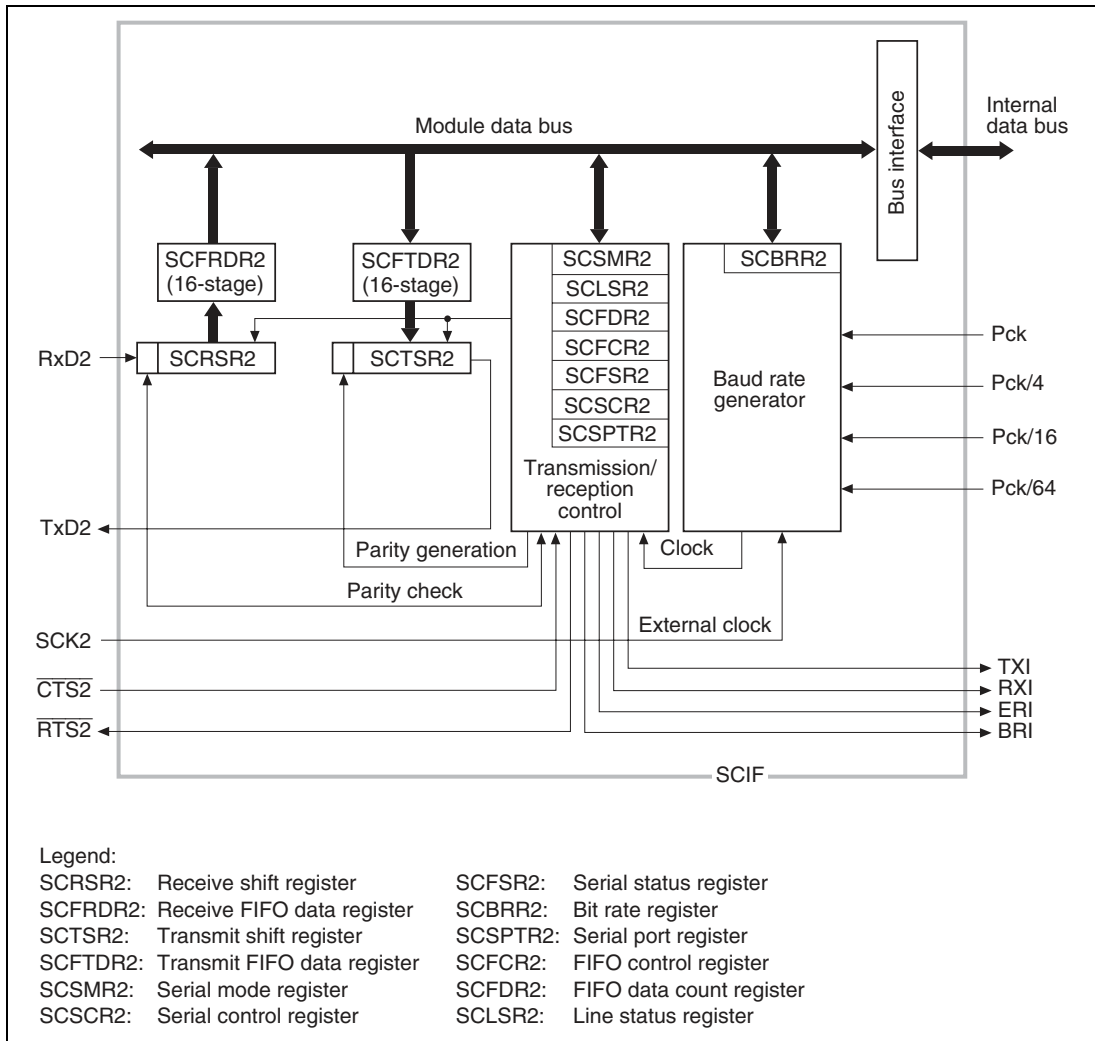 Module data bus
Bus interface
Internal
data bus
SCFRDR2
(16-stage)
SCFTDR2
(16-stage)
SCSMR2
SCLSR2
SCFDR2
SCFCR2
SCFSR2
SCSCR2
SCSPTR2
Transmission/
reception
control
SCBRR2
Baud rate
generator
RxD2
SCRSR2
SCTSR2
Pck
Pck/4
Pck/16
Pck/64
TxD2
Parity generation
Parity check
Clock
External clock
SCK2
CTS2
RTS2
TXI
RXI
ERI
BRI
SCIF
Legend:
SCRSR2: Receive shift register
SCFRDR2: Receive FIFO data register
SCTSR2: Transmit shift register
SCFTDR2: Transmit FIFO data register
SCSMR2: Serial mode register
SCSCR2: Serial control register
SCFSR2: Serial status register
SCBRR2: Bit rate register
SCSPTR2: Serial port register
SCFCR2: FIFO control register
SCFDR2: FIFO data count register
SCLSR2: Line status register